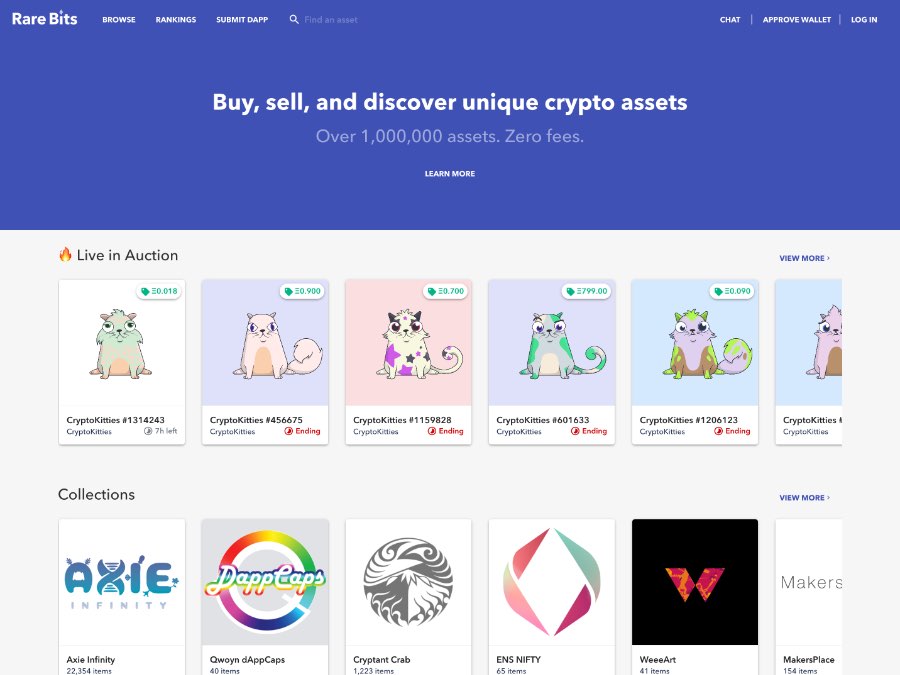 Rare Bits BROWSE RANKINGS SUBMIT DAPP Find an asset CHAT | APPROVE WALLET | LOG IN
Buy, sell, and discover unique crypto assets
Over 1,000,000 assets. Zero fees.
LEARN MORE
Live in Auction VIEW MORE ›
Ξ0.018 Ξ0.900 Ξ0.700 Ξ799.00 Ξ0.090
CryptoKitties #1314243 CryptoKitties #456675 CryptoKitties #1159828 CryptoKitties #601633 CryptoKitties #1206123 CryptoKitties #
CryptoKitties 7h left CryptoKitties Ending CryptoKitties Ending CryptoKitties Ending CryptoKitties Ending CryptoKitties
Collections VIEW MORE ›
AXIE DappCaps W Makers
INFINITY
Axie Infinity Qwoyn dAppCaps Cryptant Crab ENS NIFTY WeeeArt MakersPlace
22,354 items 40 items 1,223 items 65 items 41 items 154 items